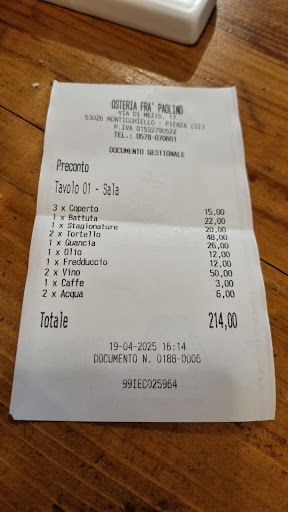 OSTERIA FRA' PAOLINO
VIA DI MEZZO, 17
53026 MONTICCHIELLO - PIENZA (SI)
P.IVA 01532790522
TEL.: 0578-070601
DOCUMENTO GESTIONALE
Preconto
Tavolo 01 - Sala
3 x Coperto 15,00
1 x Battuta 22,00
1 x Stagionature 20,00
2 x Tortello 48,00
1 x Guancia 26,00
1 x Olio 12,00
1 x Fredduccio 12,00
2 x Vino 50,00
1 x Caffe 3,00
2 x Acqua 6,00
Totale 214,00
19-04-2025 16:14
DOCUMENTO N. 0188-0006
99IEC025964